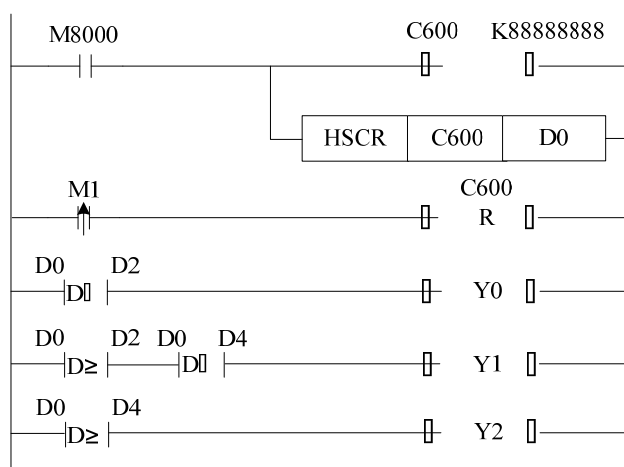 M8000 C600 K88888888
HSCR C600 D0
M1 C600
R
D0 D2
D▯ Y0
D0 D2 D0 D4
D≥ D▯ Y1
D0 D4
D≥ Y2